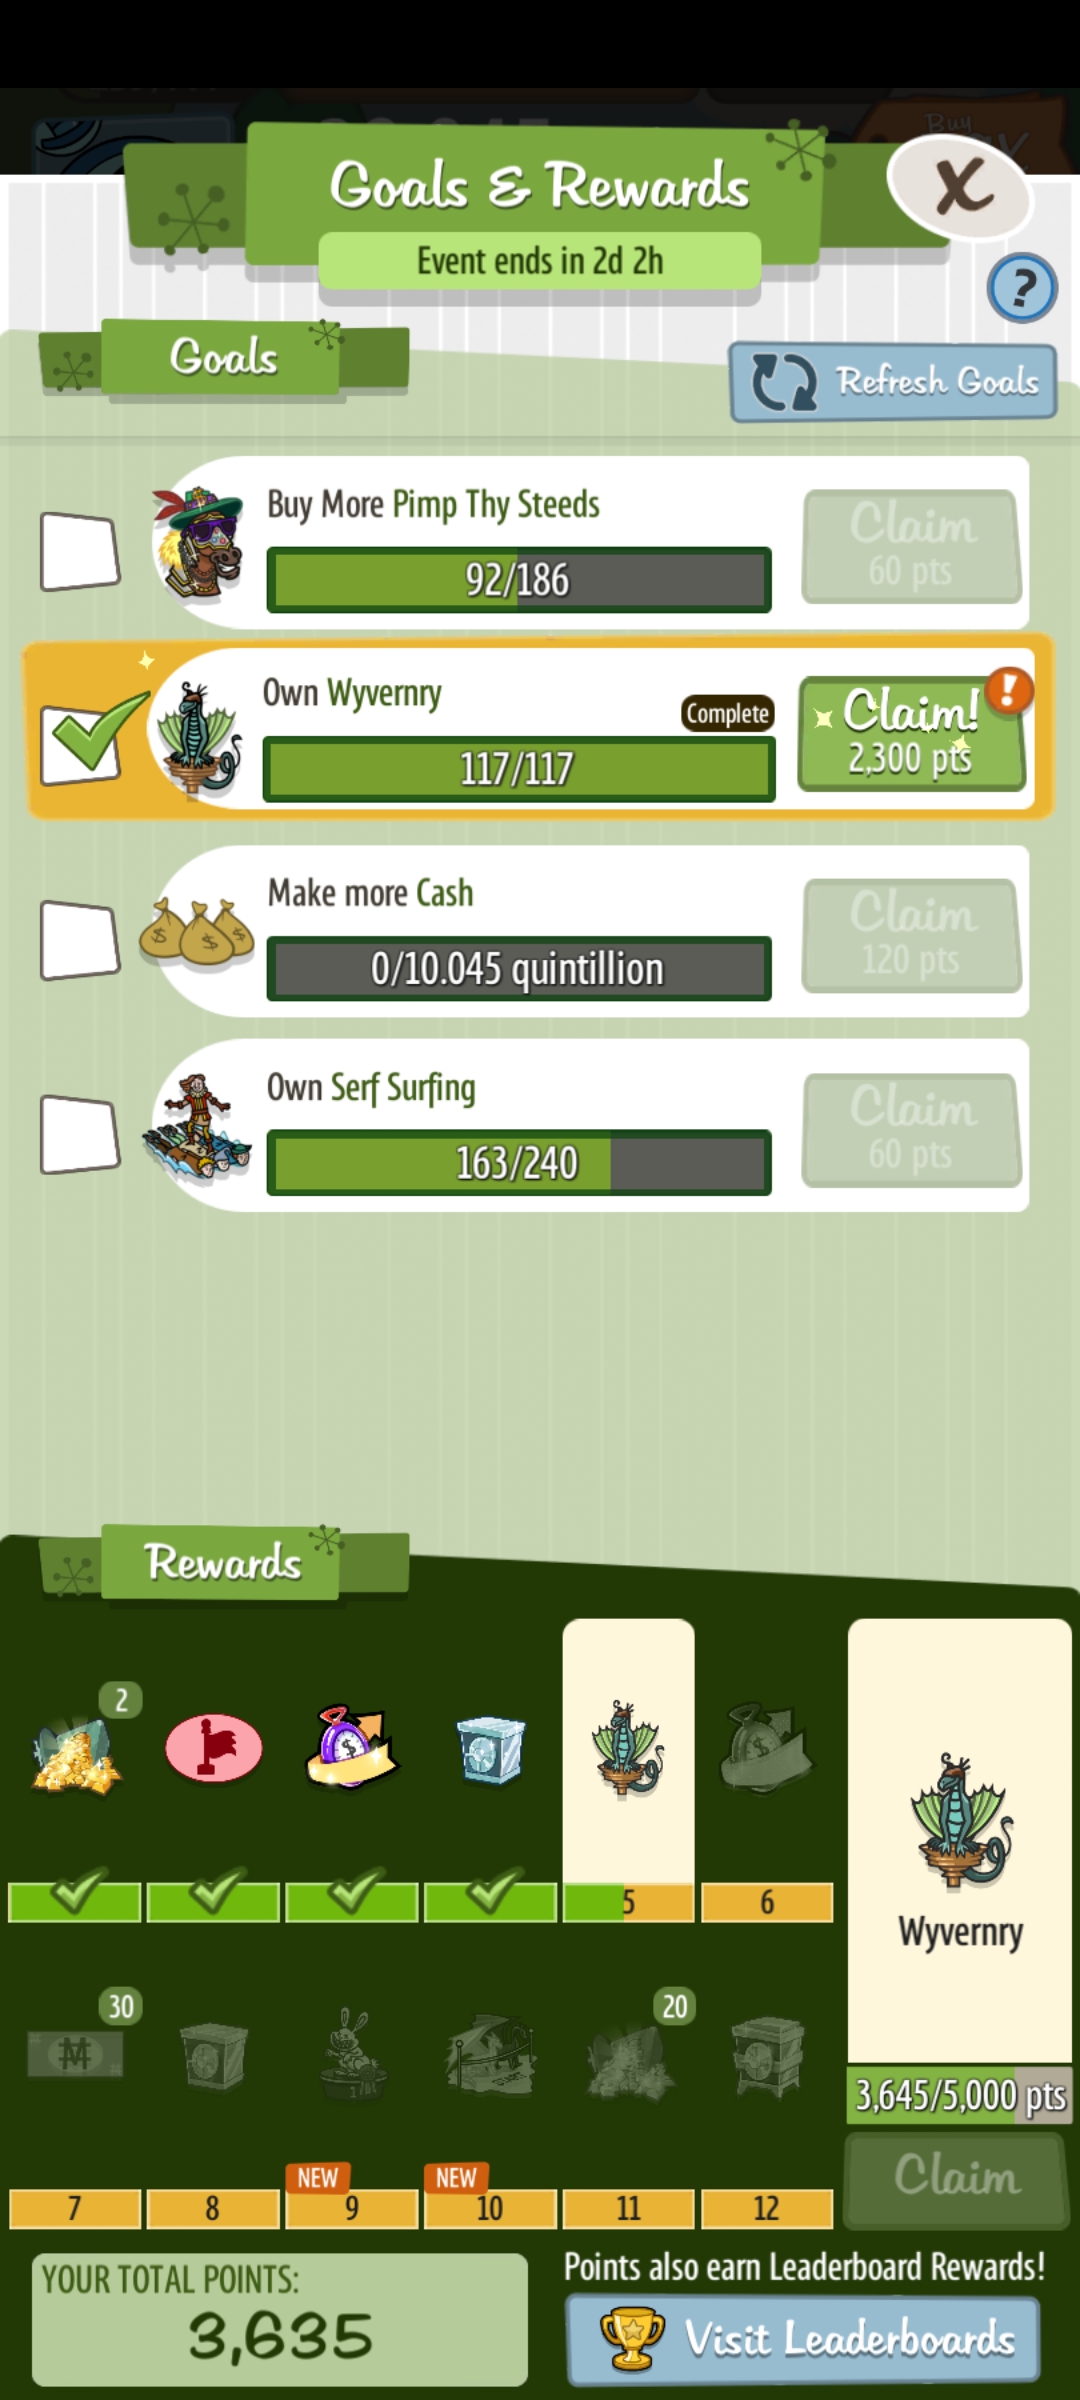 Buy
Goals & Rewards
X
Event ends in 2d 2h
?
Goals
Refresh Goals
Buy More Pimp Thy Steeds
92/186
Claim
60 pts
Own Wyvernry
Complete
117/117
Claim!
!
2,300 pts
Make more Cash
0/10.045 quintillion
Claim
120 pts
Own Serf Surfing
163/240
Claim
60 pts
Rewards
2
5
6
Wyvernry
30
20
3,645/5,000 pts
Claim
NEW
NEW
7
8
9
10
11
12
YOUR TOTAL POINTS:
3,635
Points also earn Leaderboard Rewards!
Visit Leaderboards